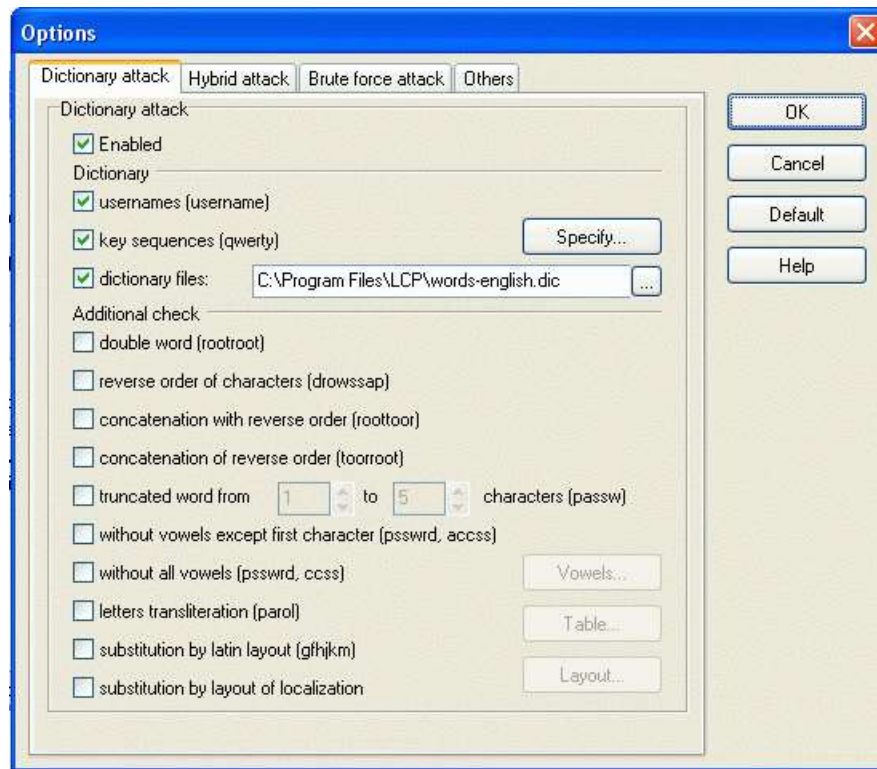 Options
Dictionary attack Hybrid attack Brute force attack Others
Dictionary attack
Enabled
Dictionary
usernames (username)
key sequences (qwerty) Specify...
dictionary files: C:\Program Files\LCP\words-english.dic ...
Additional check
double word (rootroot)
reverse order of characters (drowssap)
concatenation with reverse order (roottoor)
concatenation of reverse order (toorroot)
truncated word from 1 to 5 characters (passw)
without vowels except first character (psswrd, accss)
without all vowels (psswrd, ccss) Vowels...
letters transliteration (parol) Table...
substitution by latin layout (gfhjkm)
substitution by layout of localization Layout...
OK
Cancel
Default
Help